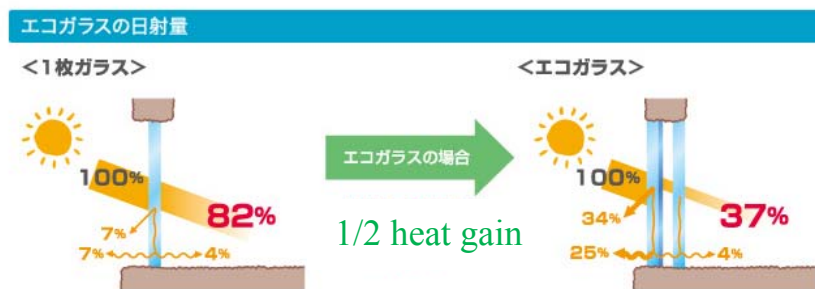 エコガラスの日射量
<1枚ガラス>
<エコガラス>
エコガラスの場合
100%
82%
7%
7%
4%
1/2 heat gain
100%
37%
34%
25%
4%